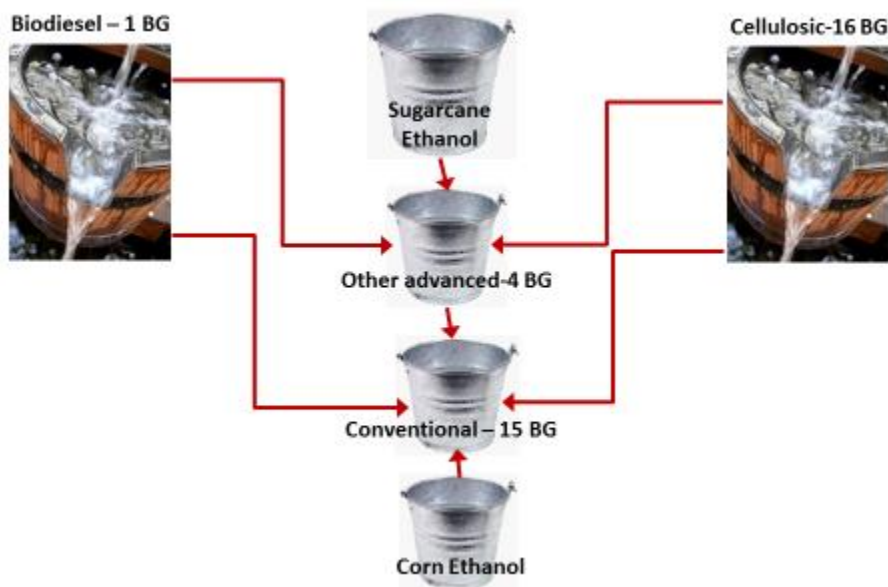 Biodiesel – 1 BG
Cellulosic-16 BG
Sugarcane
Ethanol
Other advanced-4 BG
Conventional – 15 BG
Corn Ethanol